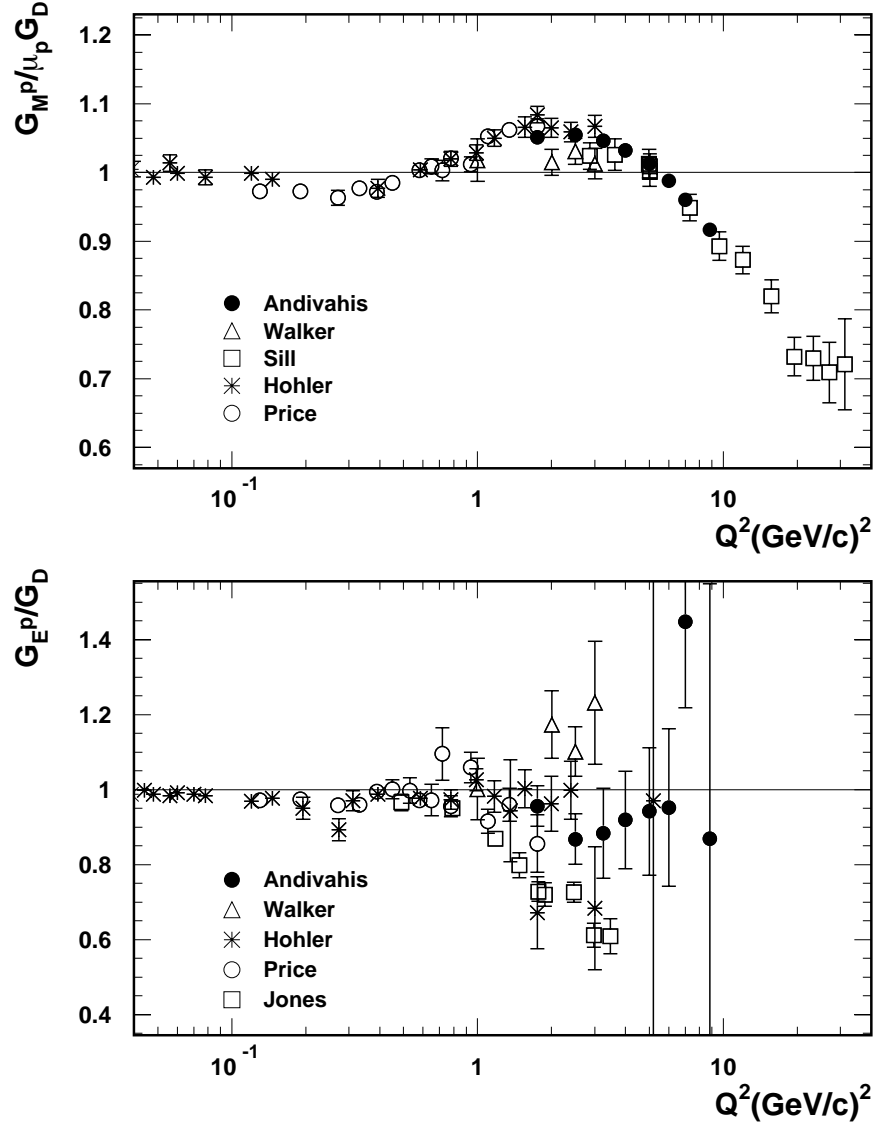 G_M^p/μ_pG_D
1.2
1.1
1
0.9
0.8
0.7
0.6
Andivahis
Walker
Sill
Hohler
Price
10^-1
1
10
Q^2(GeV/c)^2
G_E^p/G_D
1.4
1.2
1
0.8
0.6
0.4
Andivahis
Walker
Hohler
Price
Jones
10^-1
1
10
Q^2(GeV/c)^2